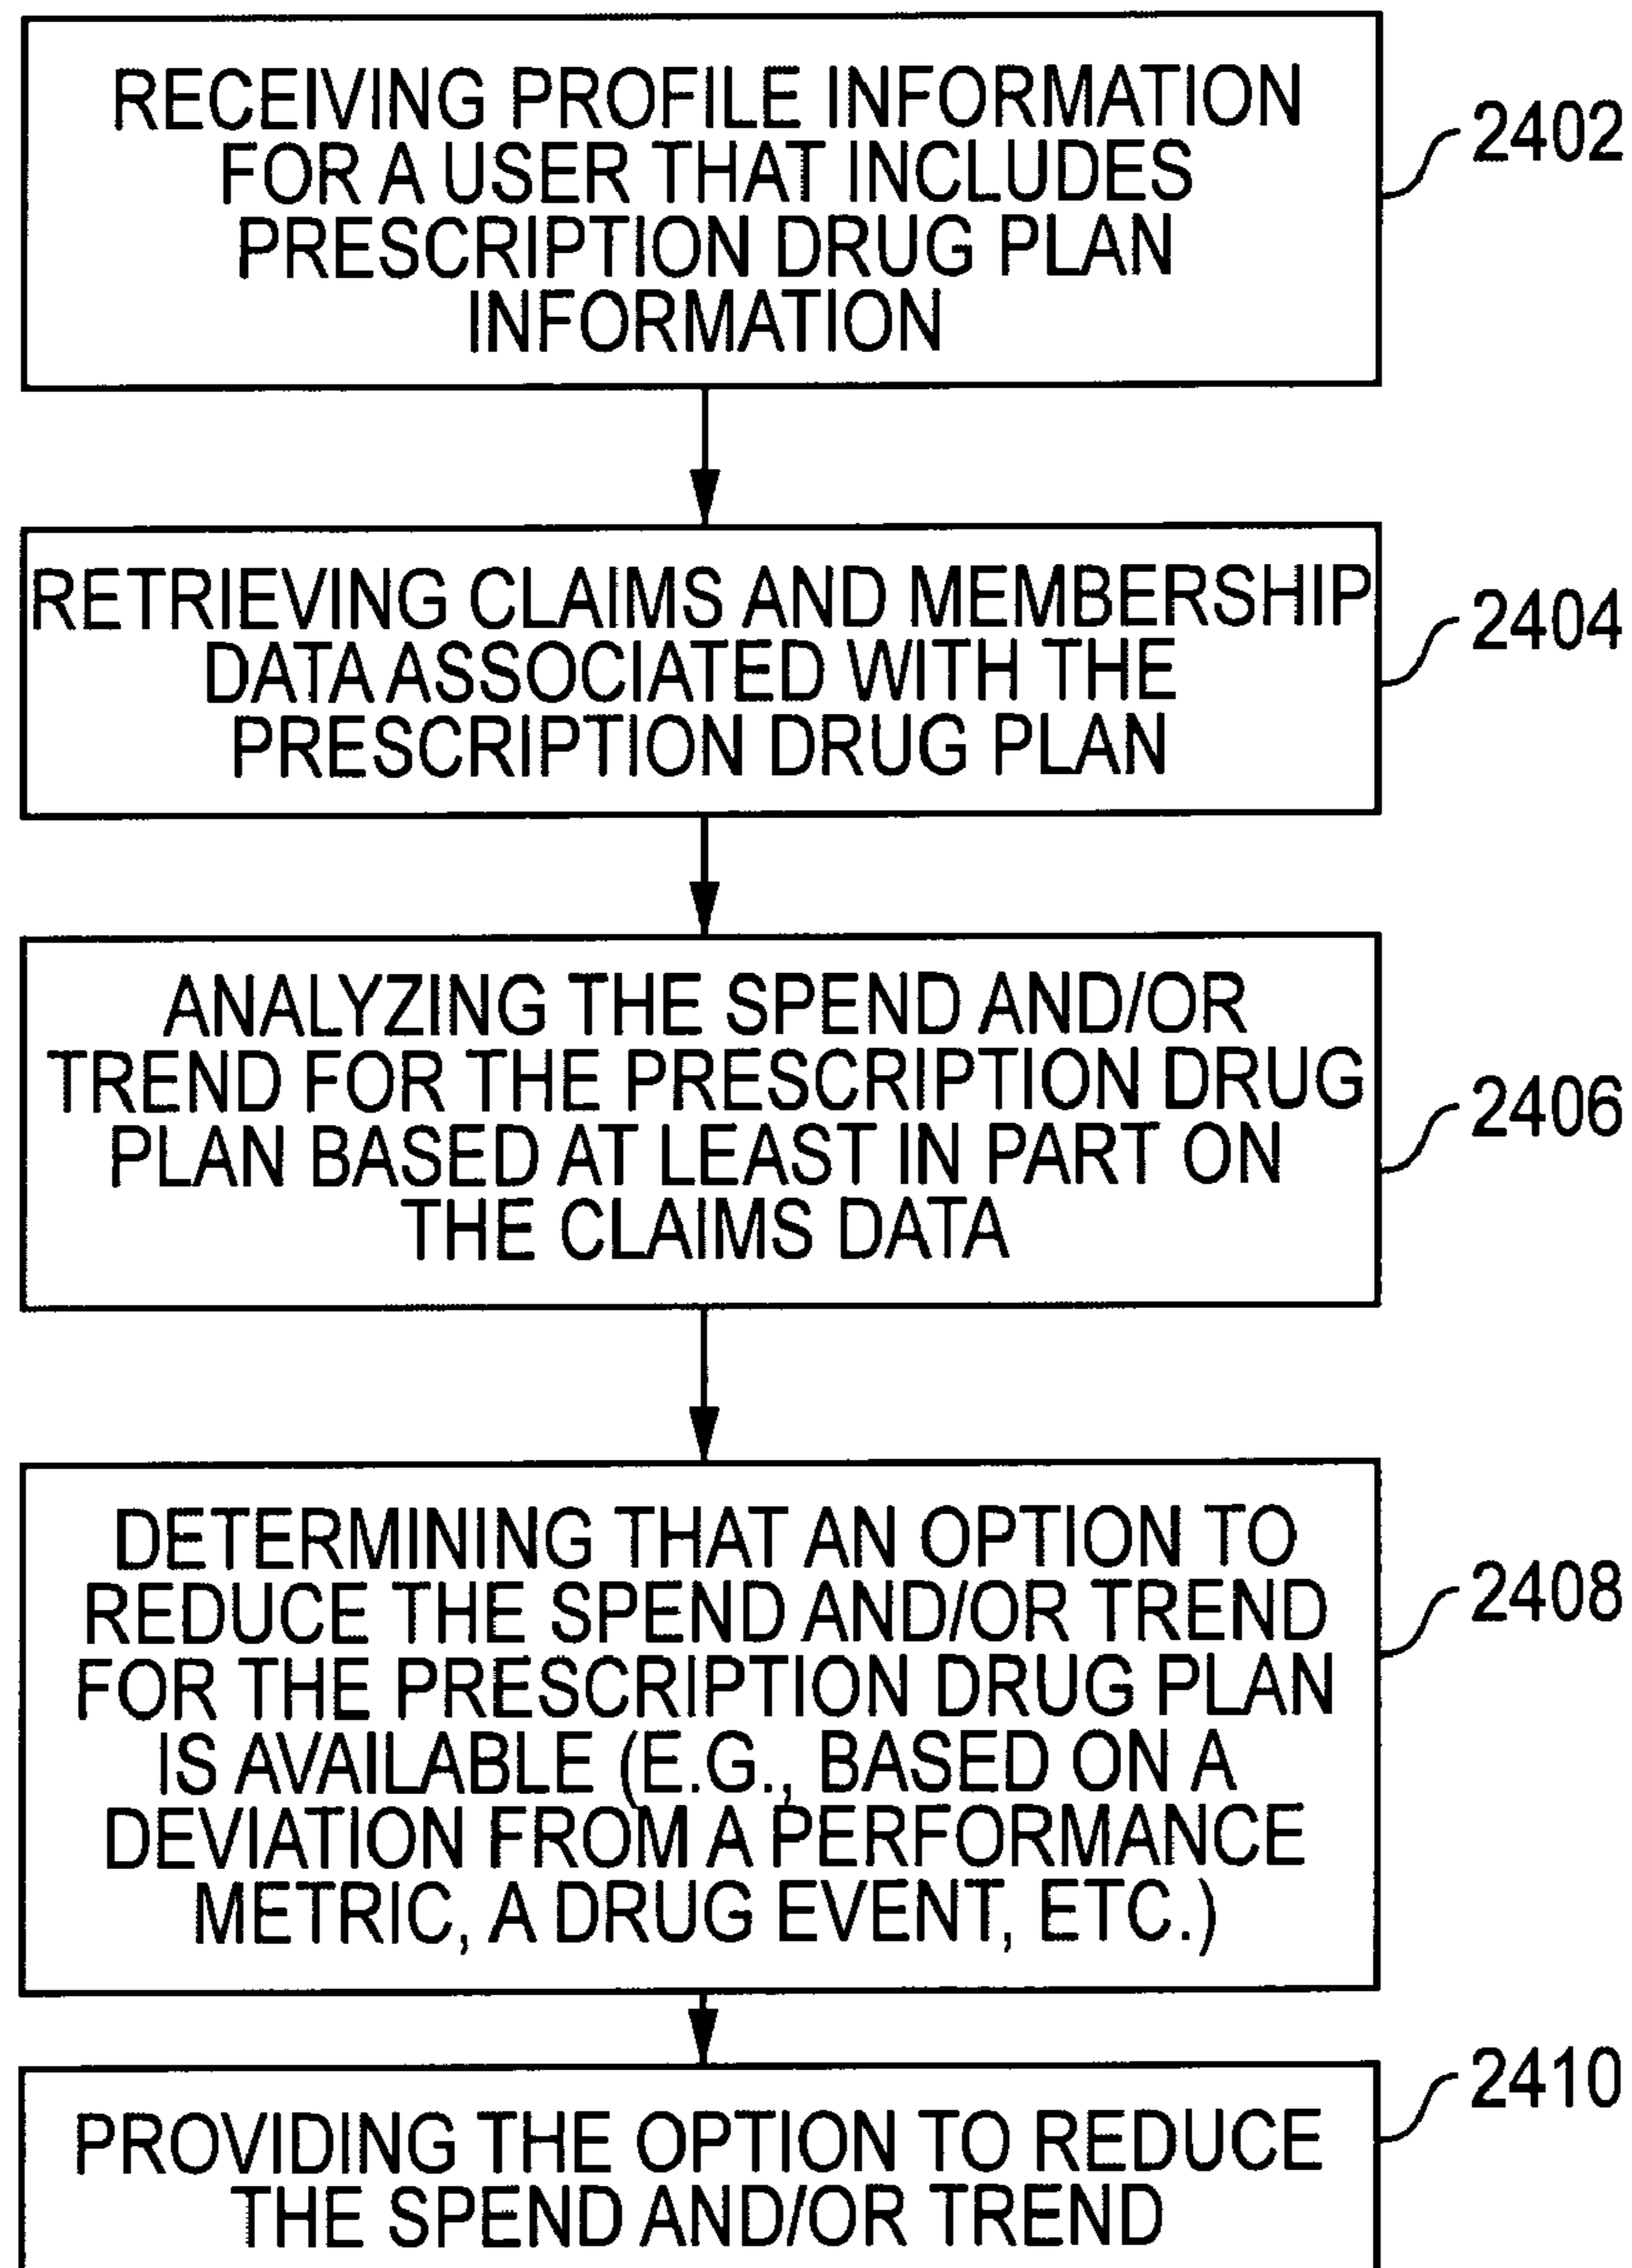 RECEIVING PROFILE INFORMATION
FOR A USER THAT INCLUDES
PRESCRIPTION DRUG PLAN
INFORMATION
2402
RETRIEVING CLAIMS AND MEMBERSHIP
DATA ASSOCIATED WITH THE
PRESCRIPTION DRUG PLAN
2404
ANALYZING THE SPEND AND/OR
TREND FOR THE PRESCRIPTION DRUG
PLAN BASED AT LEAST IN PART ON
THE CLAIMS DATA
2406
DETERMINING THAT AN OPTION TO
REDUCE THE SPEND AND/OR TREND
FOR THE PRESCRIPTION DRUG PLAN
IS AVAILABLE (E.G., BASED ON A
DEVIATION FROM A PERFORMANCE
METRIC, A DRUG EVENT, ETC.)
2408
PROVIDING THE OPTION TO REDUCE
THE SPEND AND/OR TREND
2410